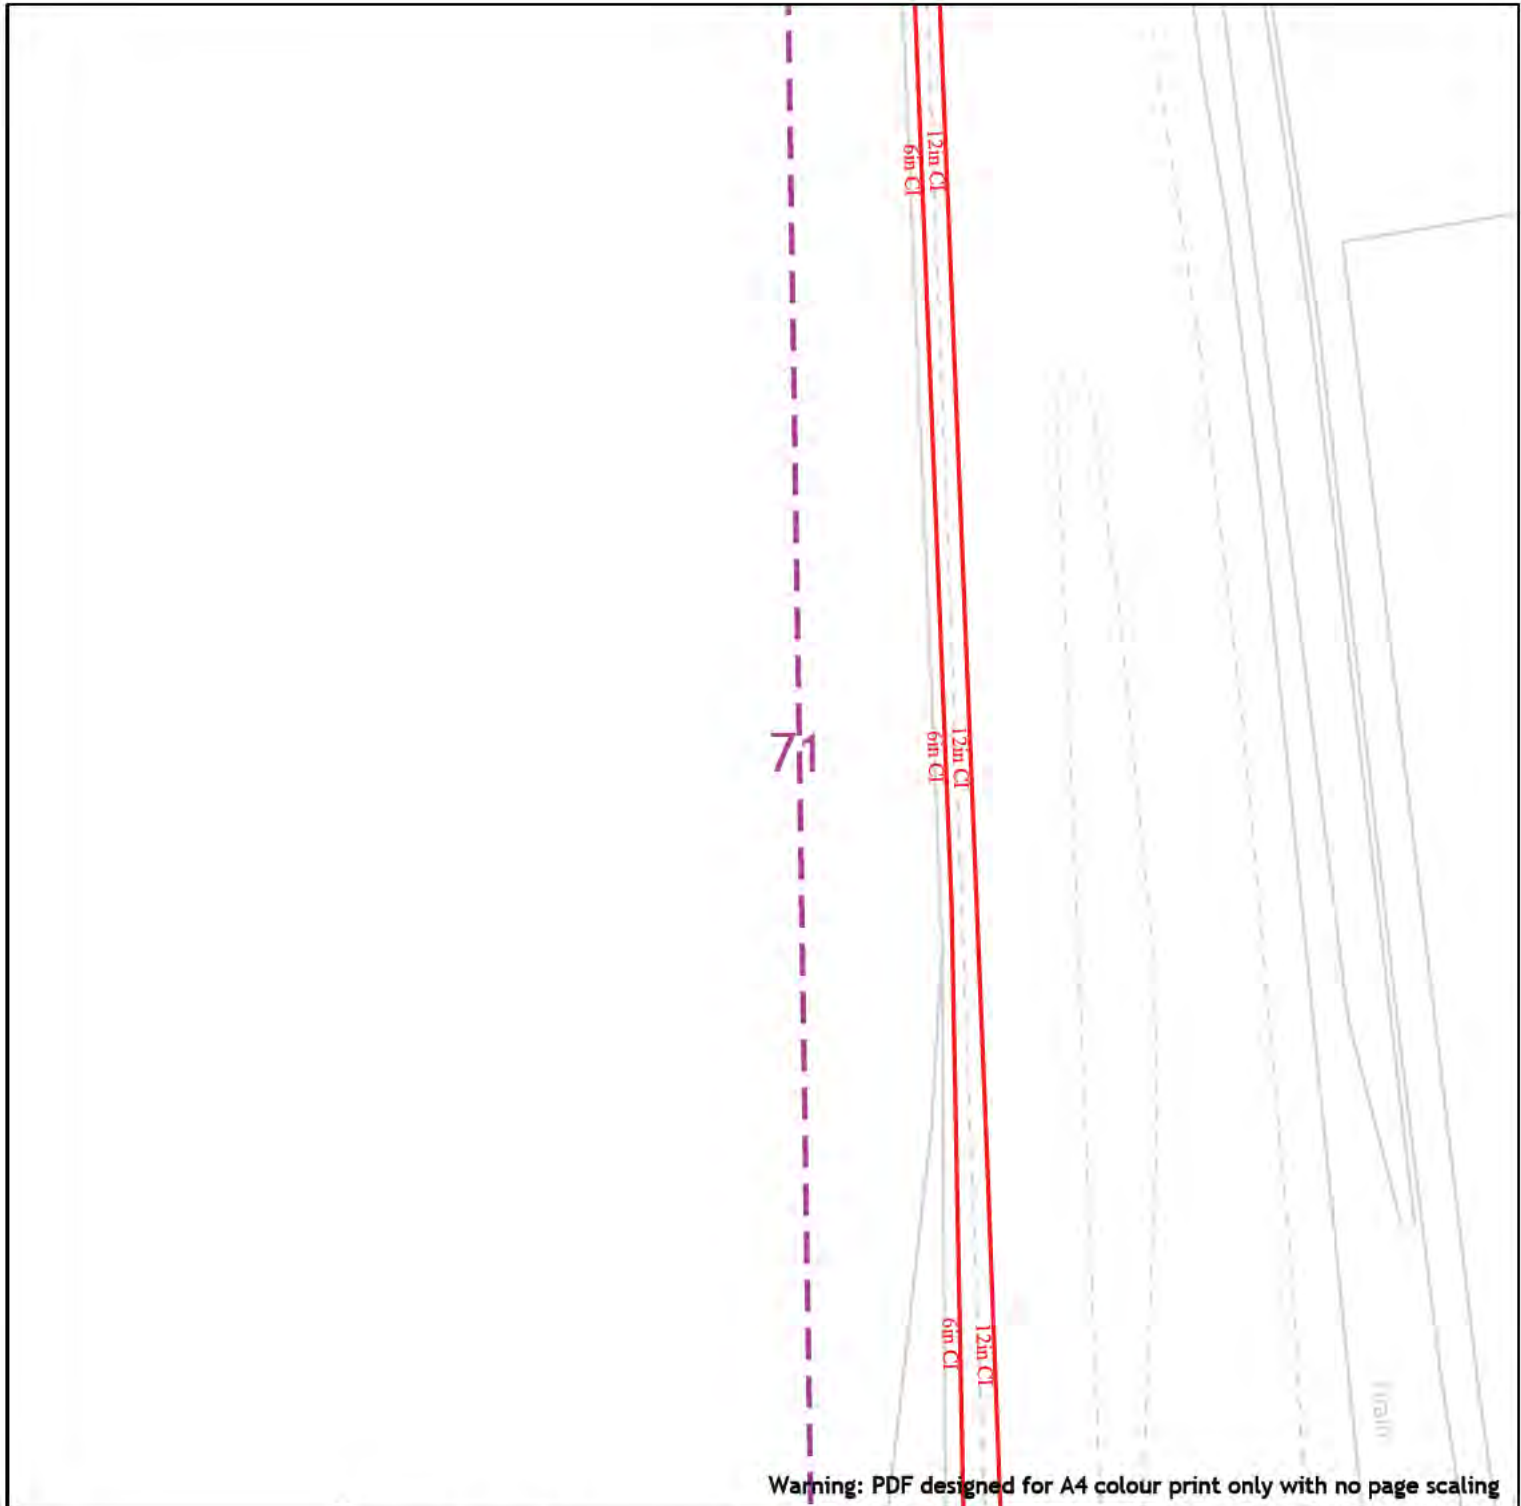 12in CI
6in CI
71
12in CI
6in CI
6in CI
12in CI
Warning: PDF designed for A4 colour print only with no page scaling